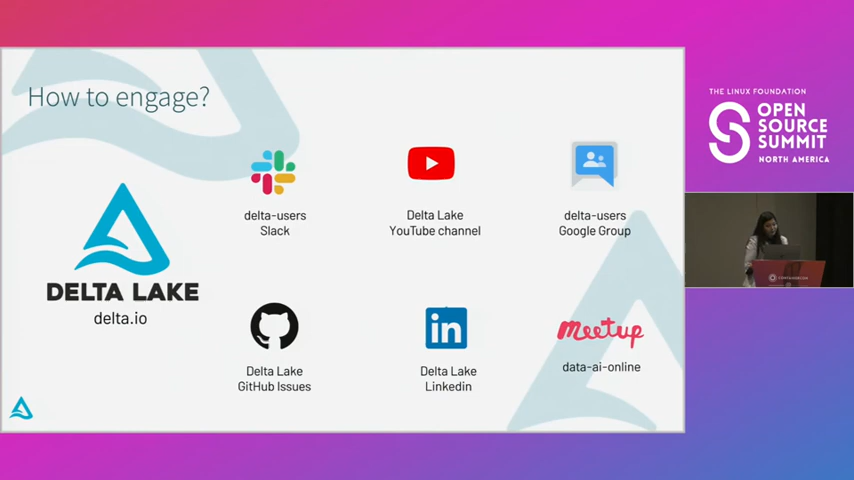 How to engage?
THE LINUX FOUNDATION
OPEN
SOURCE
SUMMIT
NORTH AMERICA
delta-users
Slack
Delta Lake
YouTube channel
delta-users
Google Group
DELTA LAKE
delta.io
Delta Lake
GitHub Issues
in
Delta Lake
Linkedin
meetup
data-ai-online